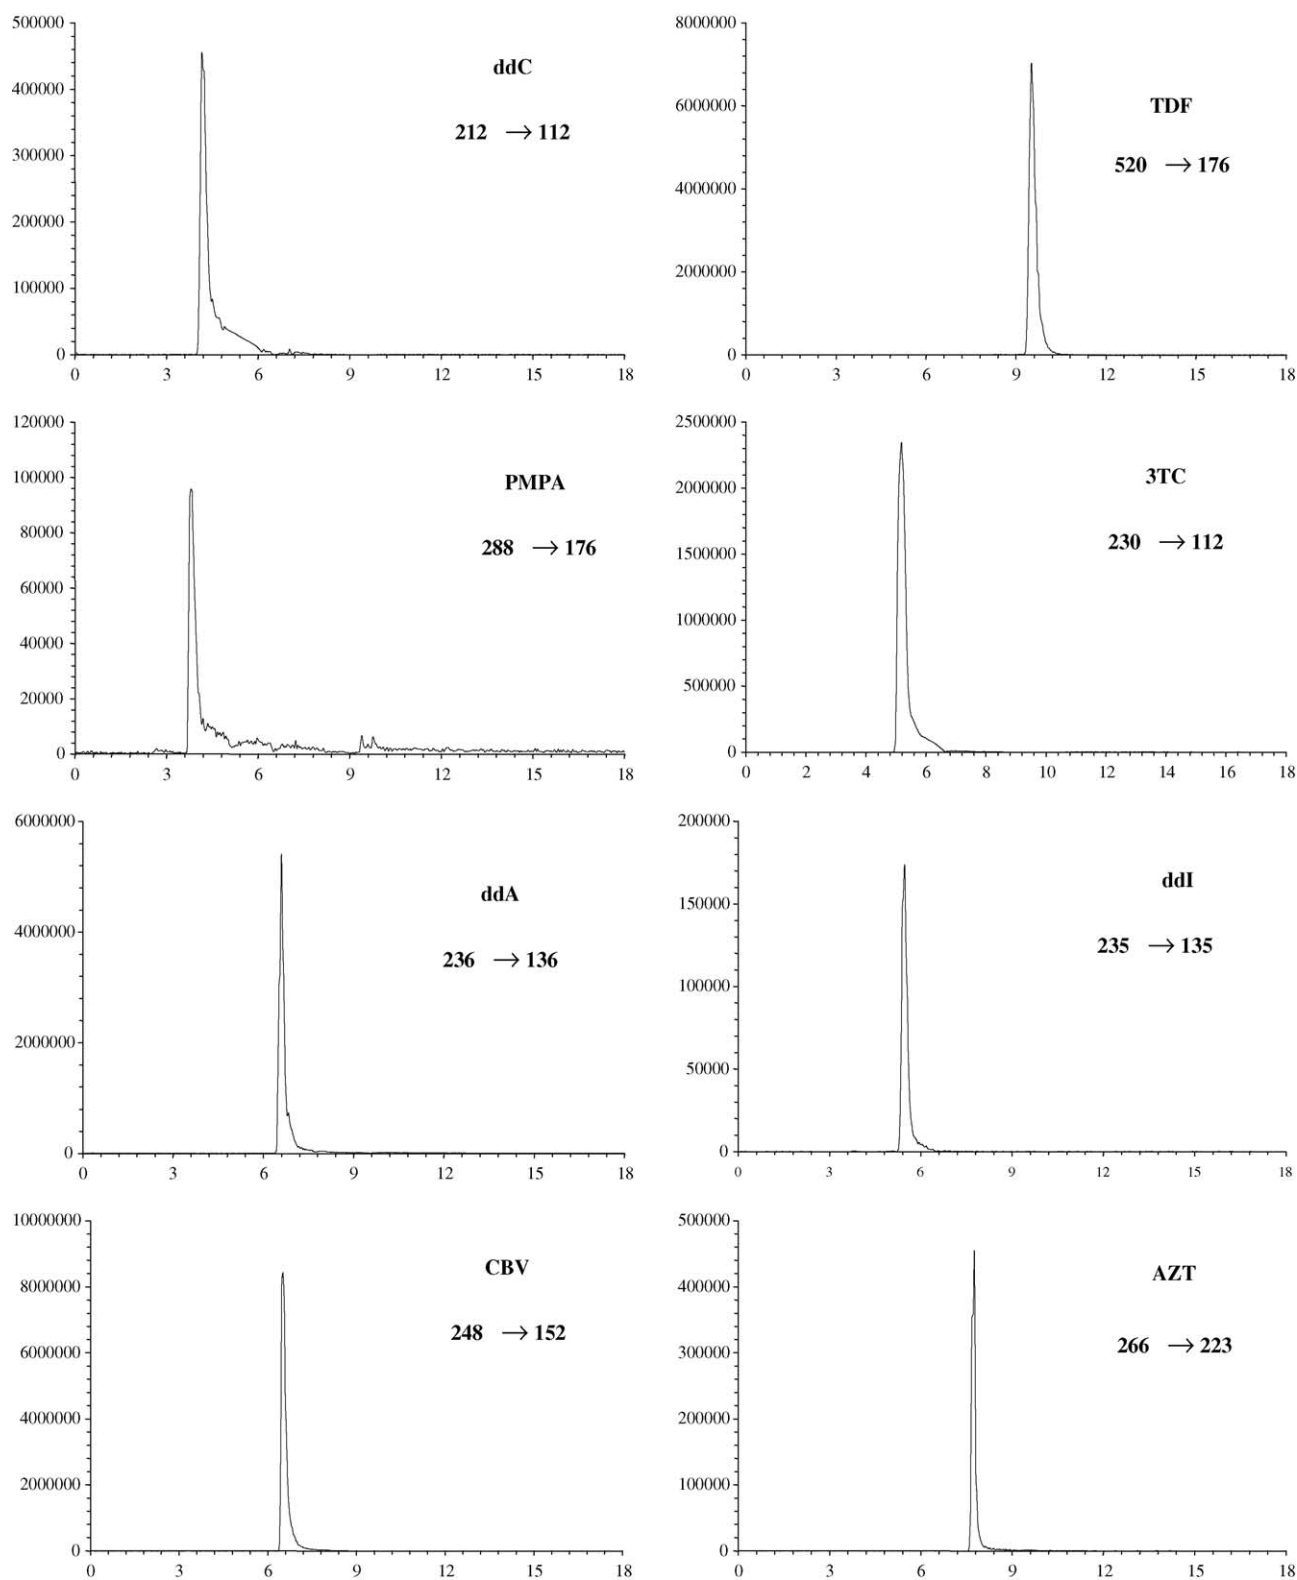 500000
400000
300000
200000
100000
0
0 3 6 9 12 15 18
ddC
212 → 112
8000000
6000000
4000000
2000000
0
0 3 6 9 12 15 18
TDF
520 → 176
120000
100000
80000
60000
40000
20000
0
0 3 6 9 12 15 18
PMPA
288 → 176
2500000
2000000
1500000
1000000
500000
0
0 2 4 6 8 10 12 14 16 18
3TC
230 → 112
6000000
4000000
2000000
0
0 3 6 9 12 15 18
ddA
236 → 136
200000
150000
100000
50000
0
0 3 6 9 12 15 18
ddI
235 → 135
10000000
8000000
6000000
4000000
2000000
0
0 3 6 9 12 15 18
CBV
248 → 152
500000
400000
300000
200000
100000
0
0 3 6 9 12 15 18
AZT
266 → 223